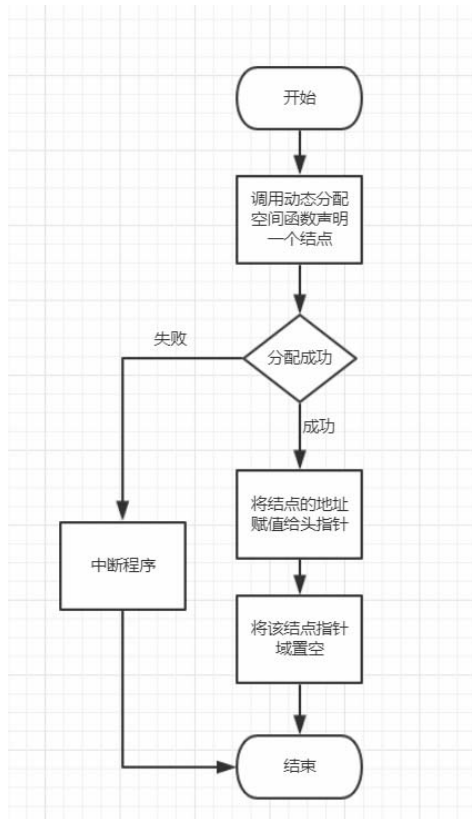 开始
调用动态分配
空间函数声明
一个结点
失败
分配成功
成功
将结点的地址
赋值给头指针
中断程序
将该结点指针
域置空
结束